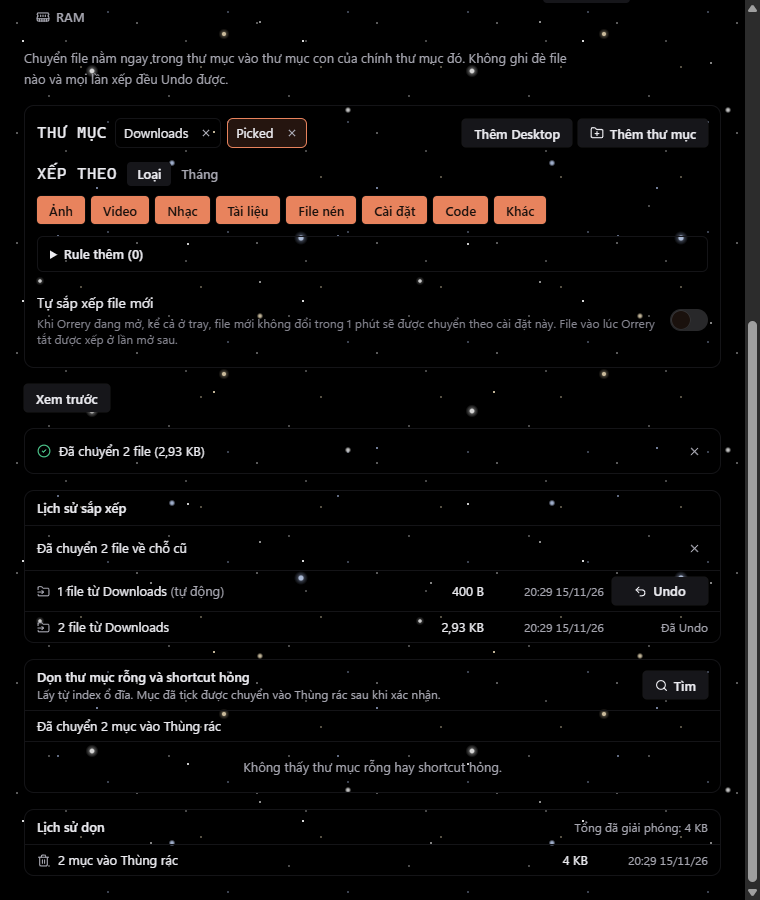 RAM
Chuyển file nằm ngay trong thư mục vào thư mục con của chính thư mục đó. Không ghi đè file
nào và mọi lần xếp đều Undo được.
THƯ MỤC Downloads × Picked × Thêm Desktop Thêm thư mục
XẾP THEO Loại Tháng
Ảnh Video Nhạc Tài liệu File nén Cài đặt Code Khác
▶ Rule thêm (0)
Tự sắp xếp file mới
Khi Orrery đang mở, kể cả ở tray, file mới không đổi trong 1 phút sẽ được chuyển theo cài đặt này. File vào lúc Orrery
tắt được xếp ở lần mở sau.
Xem trước
Đã chuyển 2 file (2,93 KB) ×
Lịch sử sắp xếp
Đã chuyển 2 file về chỗ cũ ×
1 file từ Downloads (tự động) 400 B 20:29 15/11/26 Undo
2 file từ Downloads 2,93 KB 20:29 15/11/26 Đã Undo
Dọn thư mục rỗng và shortcut hỏng
Lấy từ index ổ đĩa. Mục đã tick được chuyển vào Thùng rác sau khi xác nhận. Tìm
Đã chuyển 2 mục vào Thùng rác
Không thấy thư mục rỗng hay shortcut hỏng.
Lịch sử dọn Tổng đã giải phóng: 4 KB
2 mục vào Thùng rác 4 KB 20:29 15/11/26